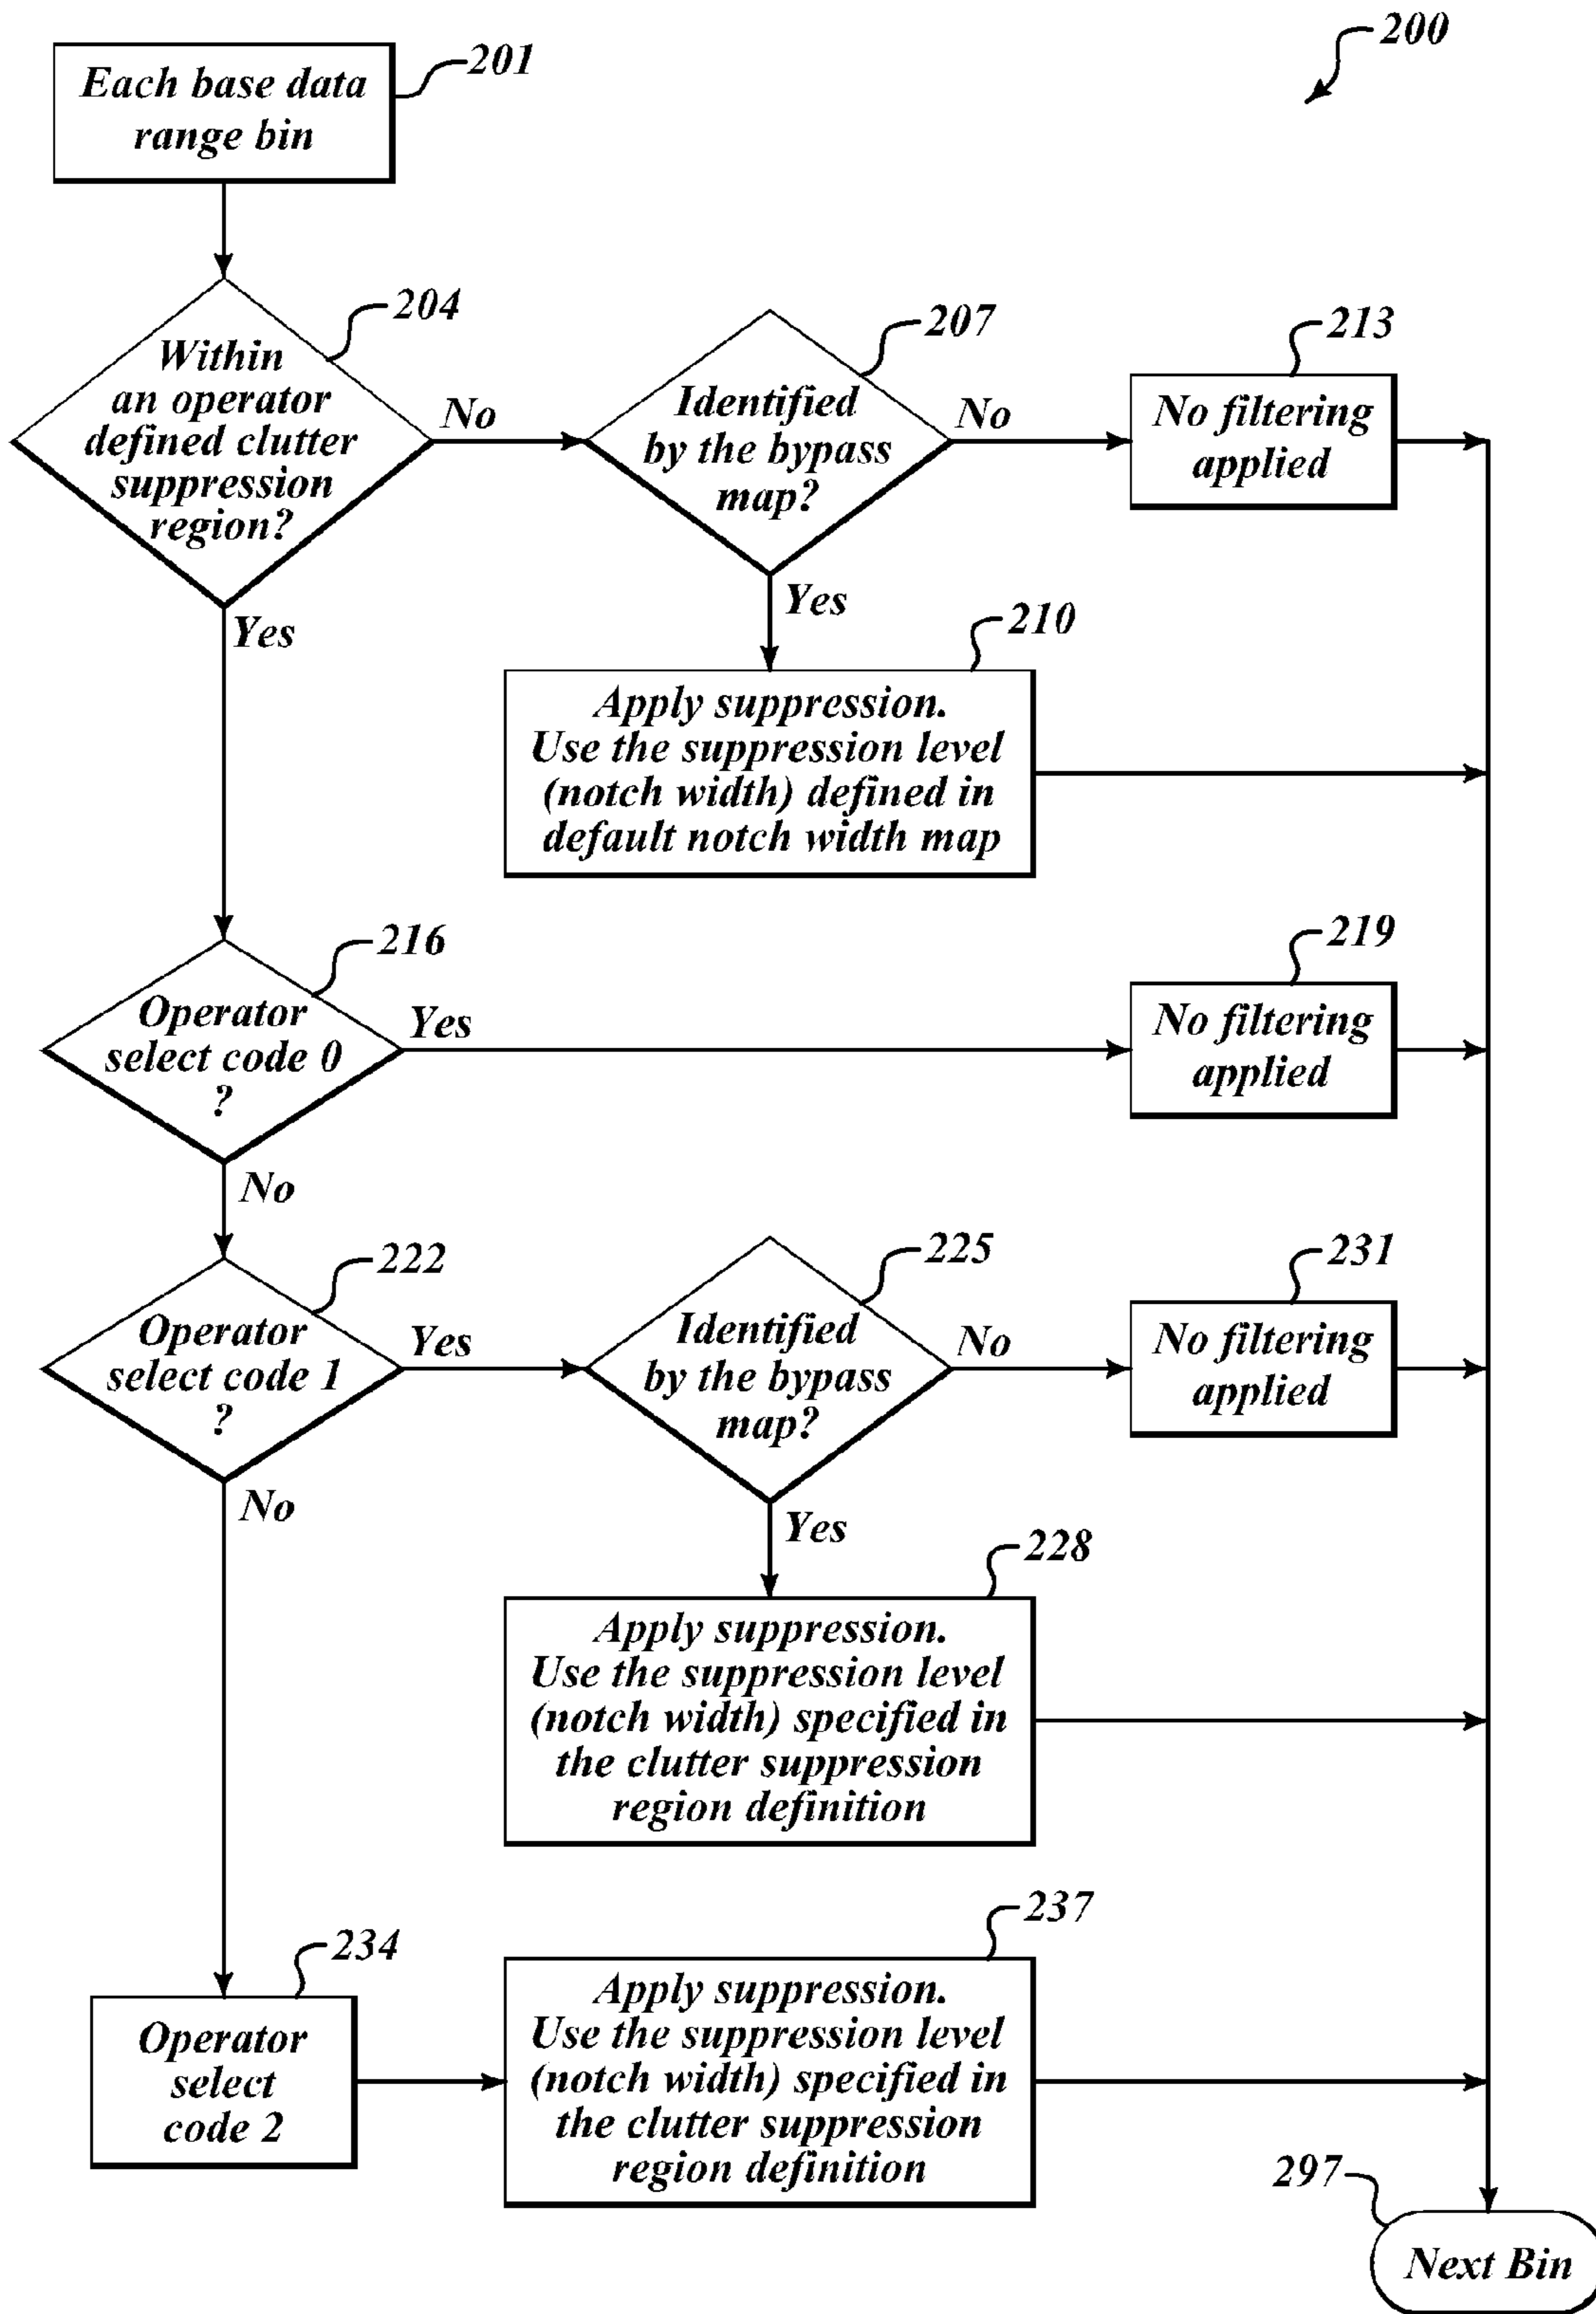 200
Each base data
range bin
201
Within
an operator
defined clutter
suppression
region?
204
No
Yes
Identified
by the bypass
map?
207
No
Yes
No filtering
applied
213
Apply suppression.
Use the suppression level
(notch width) defined in
default notch width map
210
Operator
select code 0
?
216
Yes
No
No filtering
applied
219
Operator
select code 1
?
222
Yes
No
Identified
by the bypass
map?
225
No
Yes
No filtering
applied
231
Apply suppression.
Use the suppression level
(notch width) specified in
the clutter suppression
region definition
228
Operator
select
code 2
234
Apply suppression.
Use the suppression level
(notch width) specified in
the clutter suppression
region definition
237
297
Next Bin